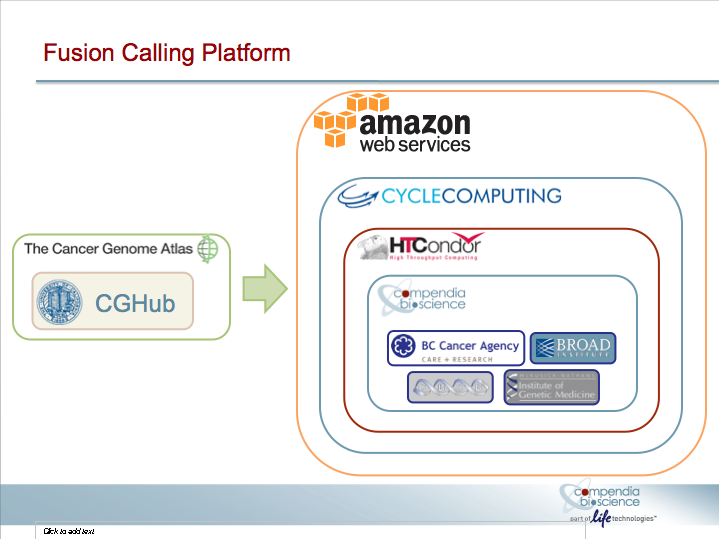 Fusion Calling Platform
amazon
web services
CYCLECOMPUTING
The Cancer Genome Atlas
HTCondor
High Throughput Computing
CGHub
compendia
bioscience
BC Cancer Agency
CARE + RESEARCH
BROAD
INSTITUTE
Institute of
Genetic Medicine
compendia
bioscience
part of life technologies™
Click to add text